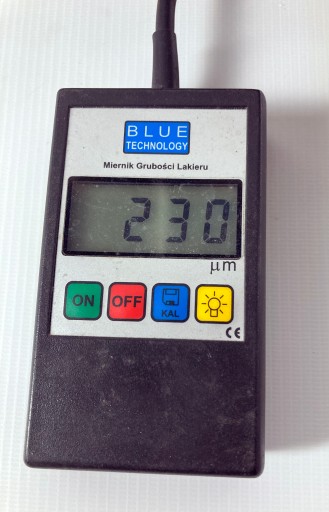 BLUE
TECHNOLOGY
Miernik Grubości Lakieru
230
μm
ON OFF KAL
CE